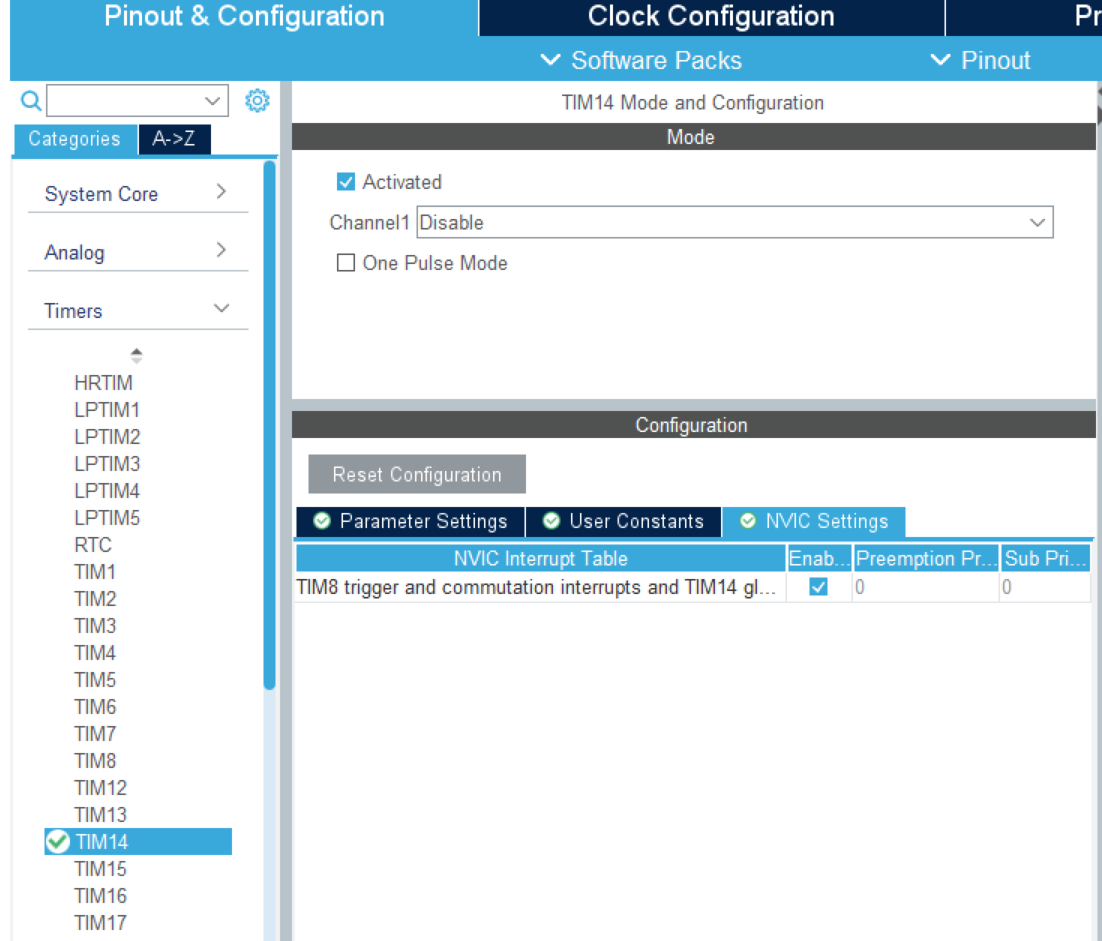 Pinout & Configuration
Clock Configuration
Pr
Software Packs
Pinout
Categories
A->Z
System Core
Analog
Timers
HRTIM
LPTIM1
LPTIM2
LPTIM3
LPTIM4
LPTIM5
RTC
TIM1
TIM2
TIM3
TIM4
TIM5
TIM6
TIM7
TIM8
TIM12
TIM13
TIM14
TIM15
TIM16
TIM17
TIM14 Mode and Configuration
Mode
Activated
Channel1 Disable
One Pulse Mode
Configuration
Reset Configuration
Parameter Settings
User Constants
NVIC Settings
NVIC Interrupt Table Enab... Preemption Pr... Sub Pri...
TIM8 trigger and commutation interrupts and TIM14 gl... 0 0